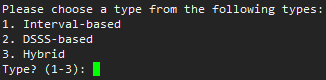 Please choose a type from the following types:
1. Interval-based
2. DSSS-based
3. Hybrid
Type? (1-3):